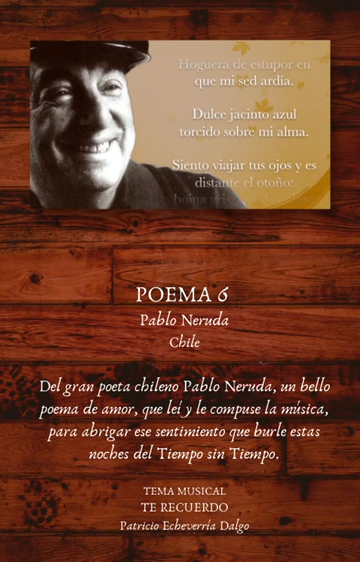 Hoguera de estupor en
que mi sed ardía.
Dulce jacinto azul
torcido sobre mi alma.
Siento viajar tus ojos y es
distante el otoño:
boina gris
POEMA 6
Pablo Neruda
Chile
Del gran poeta chileno Pablo Neruda, un bello
poema de amor, que leí y le compuse la música,
para abrigar ese sentimiento que burle estas
noches del Tiempo sin Tiempo.
TEMA MUSICAL
TE RECUERDO
Patricio Echeverría Dalgo